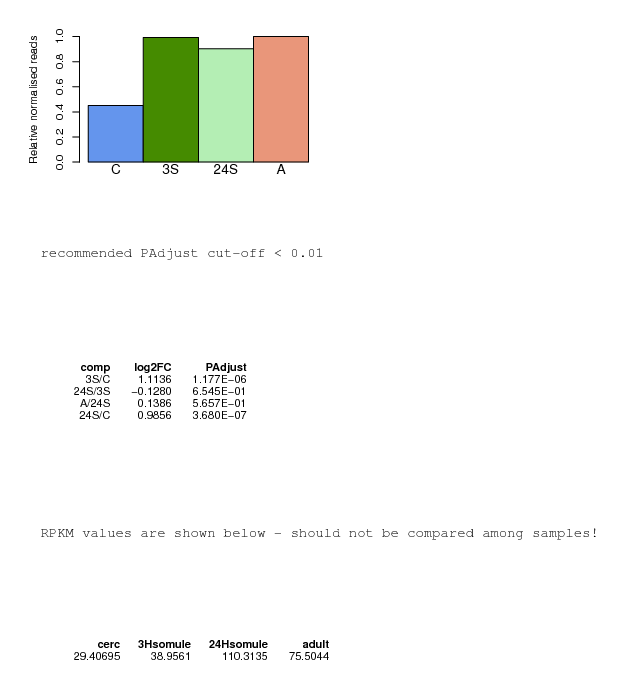 Relative normalised reads
1.0
0.8
0.6
0.4
0.2
0.0
C 3S 24S A
recommended PAdjust cut-off < 0.01
comp log2FC PAdjust
3S/C 1.1136 1.177E−06
24S/3S −0.1280 6.545E−01
A/24S 0.1386 5.657E−01
24S/C 0.9856 3.680E−07
RPKM values are shown below - should not be compared among samples!
cerc 3Hsomule 24Hsomule adult
29.40695 38.9561 110.3135 75.5044